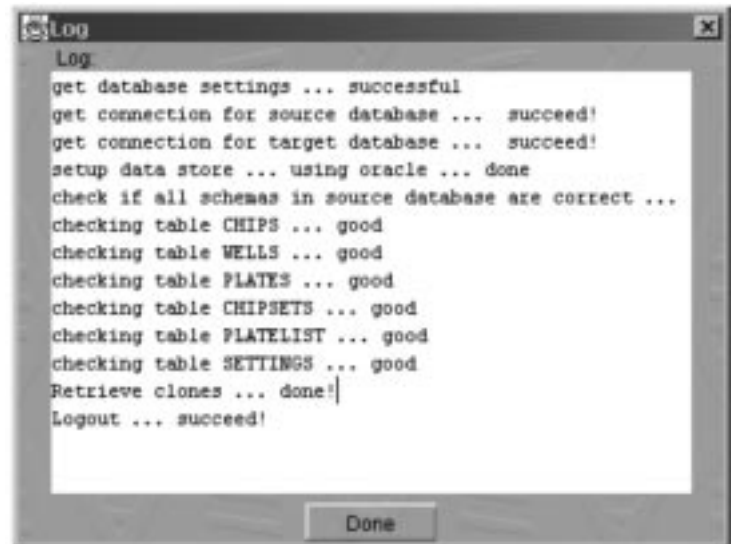 Log
Log:
get database settings ... successful
get connection for source database ... succeed!
get connection for target database ... succeed!
setup data store ... using oracle ... done
check if all schemas in source database are correct ...
checking table CHIPS ... good
checking table WELLS ... good
checking table PLATES ... good
checking table CHIPSETS ... good
checking table PLATELIST ... good
checking table SETTINGS ... good
Retrieve clones ... done!
Logout ... succeed!
Done